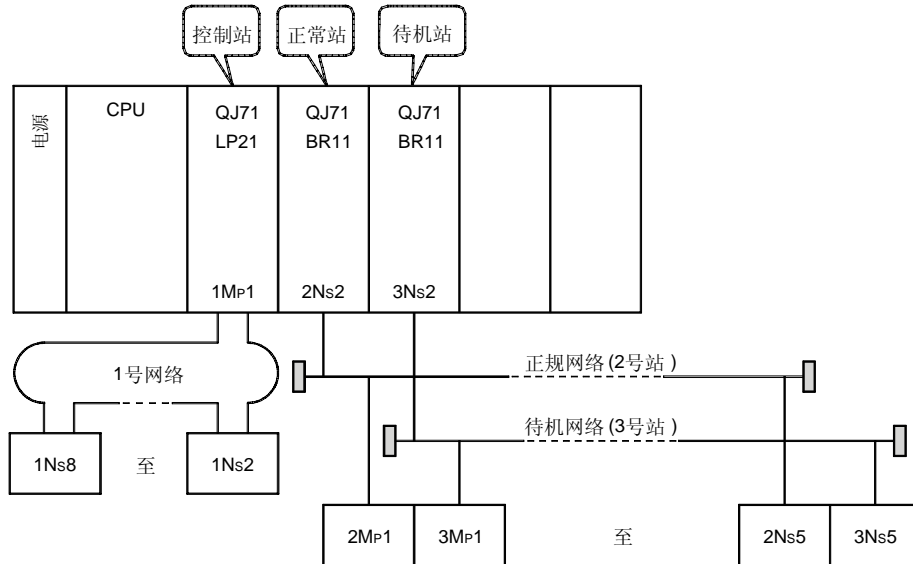 控制站 正常站 待机站
电源 CPU QJ71 QJ71 QJ71
LP21 BR11 BR11
1MP1 2NS2 3NS2
1号网络
正规网络(2号站)
待机网络(3号站)
1NS8 至 1NS2
2MP1 3MP1 至 2NS5 3NS5